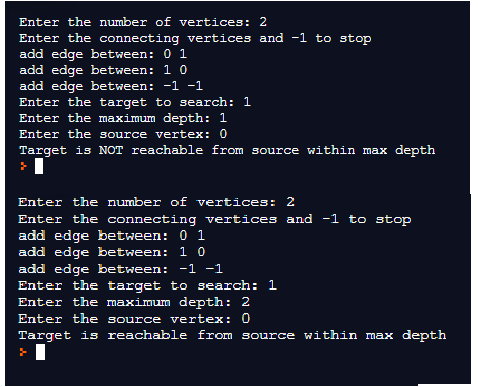 Enter the number of vertices: 2
Enter the connecting vertices and -1 to stop
add edge between: 0 1
add edge between: 1 0
add edge between: -1 -1
Enter the target to search: 1
Enter the maximum depth: 1
Enter the source vertex: 0
Target is NOT reachable from source within max depth
>
Enter the number of vertices: 2
Enter the connecting vertices and -1 to stop
add edge between: 0 1
add edge between: 1 0
add edge between: -1 -1
Enter the target to search: 1
Enter the maximum depth: 2
Enter the source vertex: 0
Target is reachable from source within max depth
>